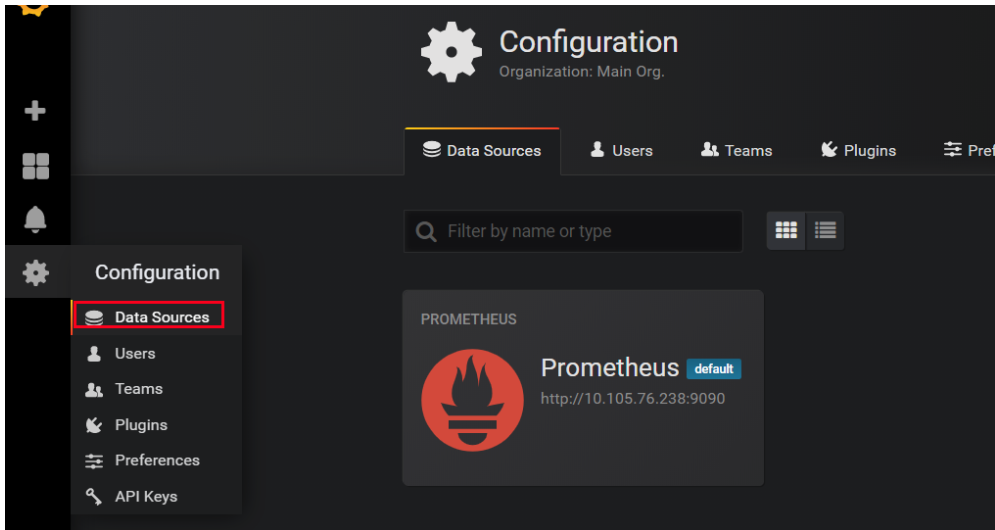 Configuration
Organization: Main Org.
Data Sources
Users
Teams
Plugins
Pref
Filter by name or type
Configuration
Data Sources
Users
Teams
Plugins
Preferences
API Keys
PROMETHEUS
Prometheus default
http://10.105.76.238:9090